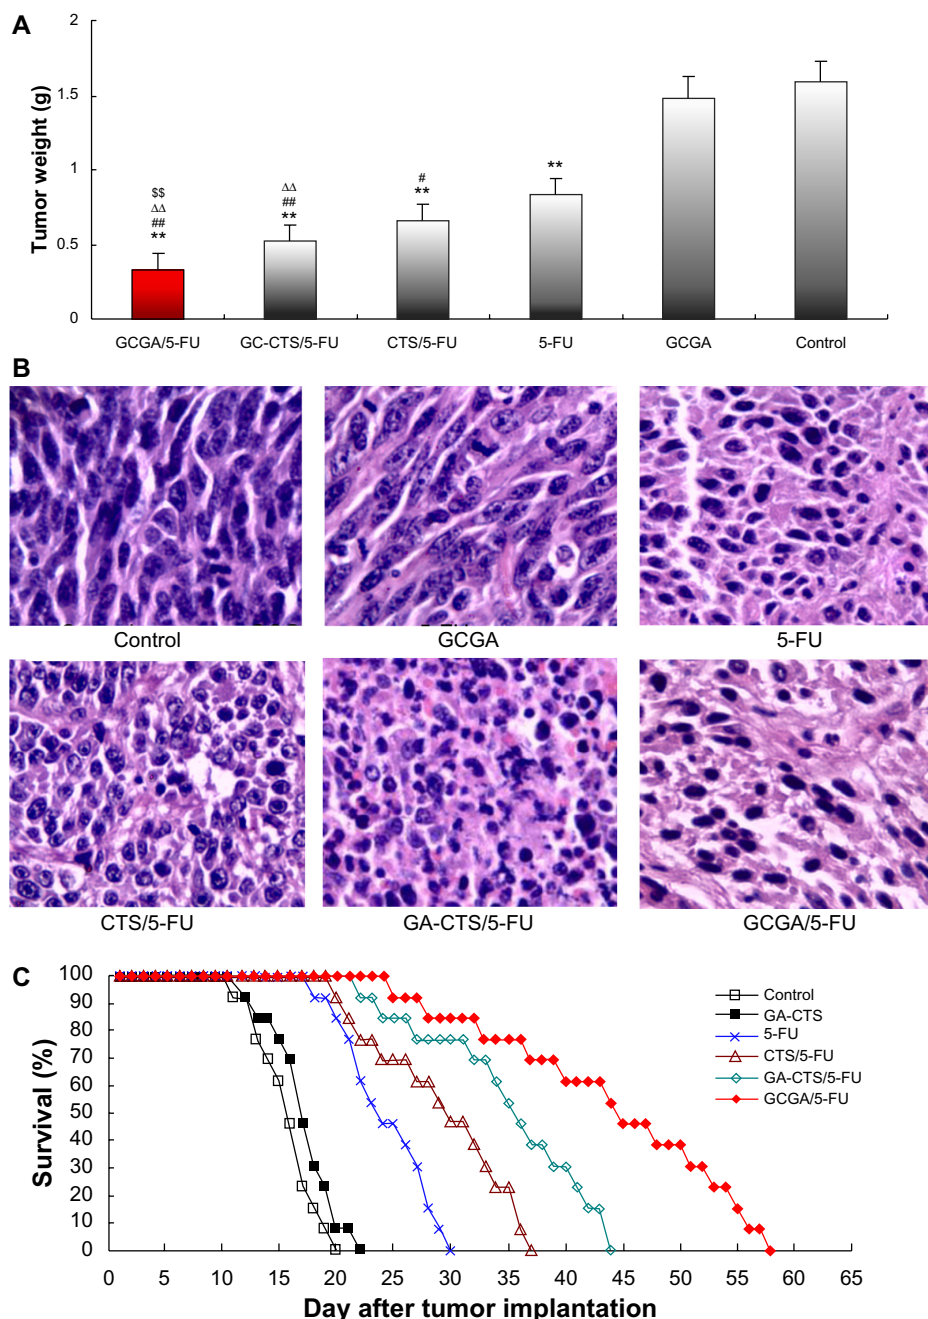 A
Tumor weight (g)
2
1.5
1
0.5
0
$$
ΔΔ
##
**
ΔΔ
##
**
#
**
**
GCGA/5-FU GC-CTS/5-FU CTS/5-FU 5-FU GCGA Control
B
Control GCGA 5-FU
CTS/5-FU GA-CTS/5-FU GCGA/5-FU
C
Survival (%)
100
90
80
70
60
50
40
30
20
10
0
Control
GA-CTS
5-FU
CTS/5-FU
GA-CTS/5-FU
GCGA/5-FU
0 5 10 15 20 25 30 35 40 45 50 55 60 65
Day after tumor implantation